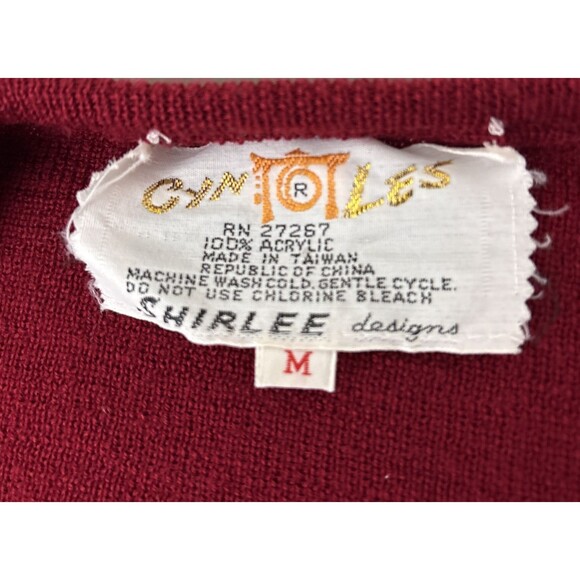 CYN R LES
RN 27267
100% ACRYLIC
MADE IN TAIWAN
REPUBLIC OF CHINA
MACHINE WASH COLD. GENTLE CYCLE.
DO NOT USE CHLORINE BLEACH
SHIRLEE designs
M